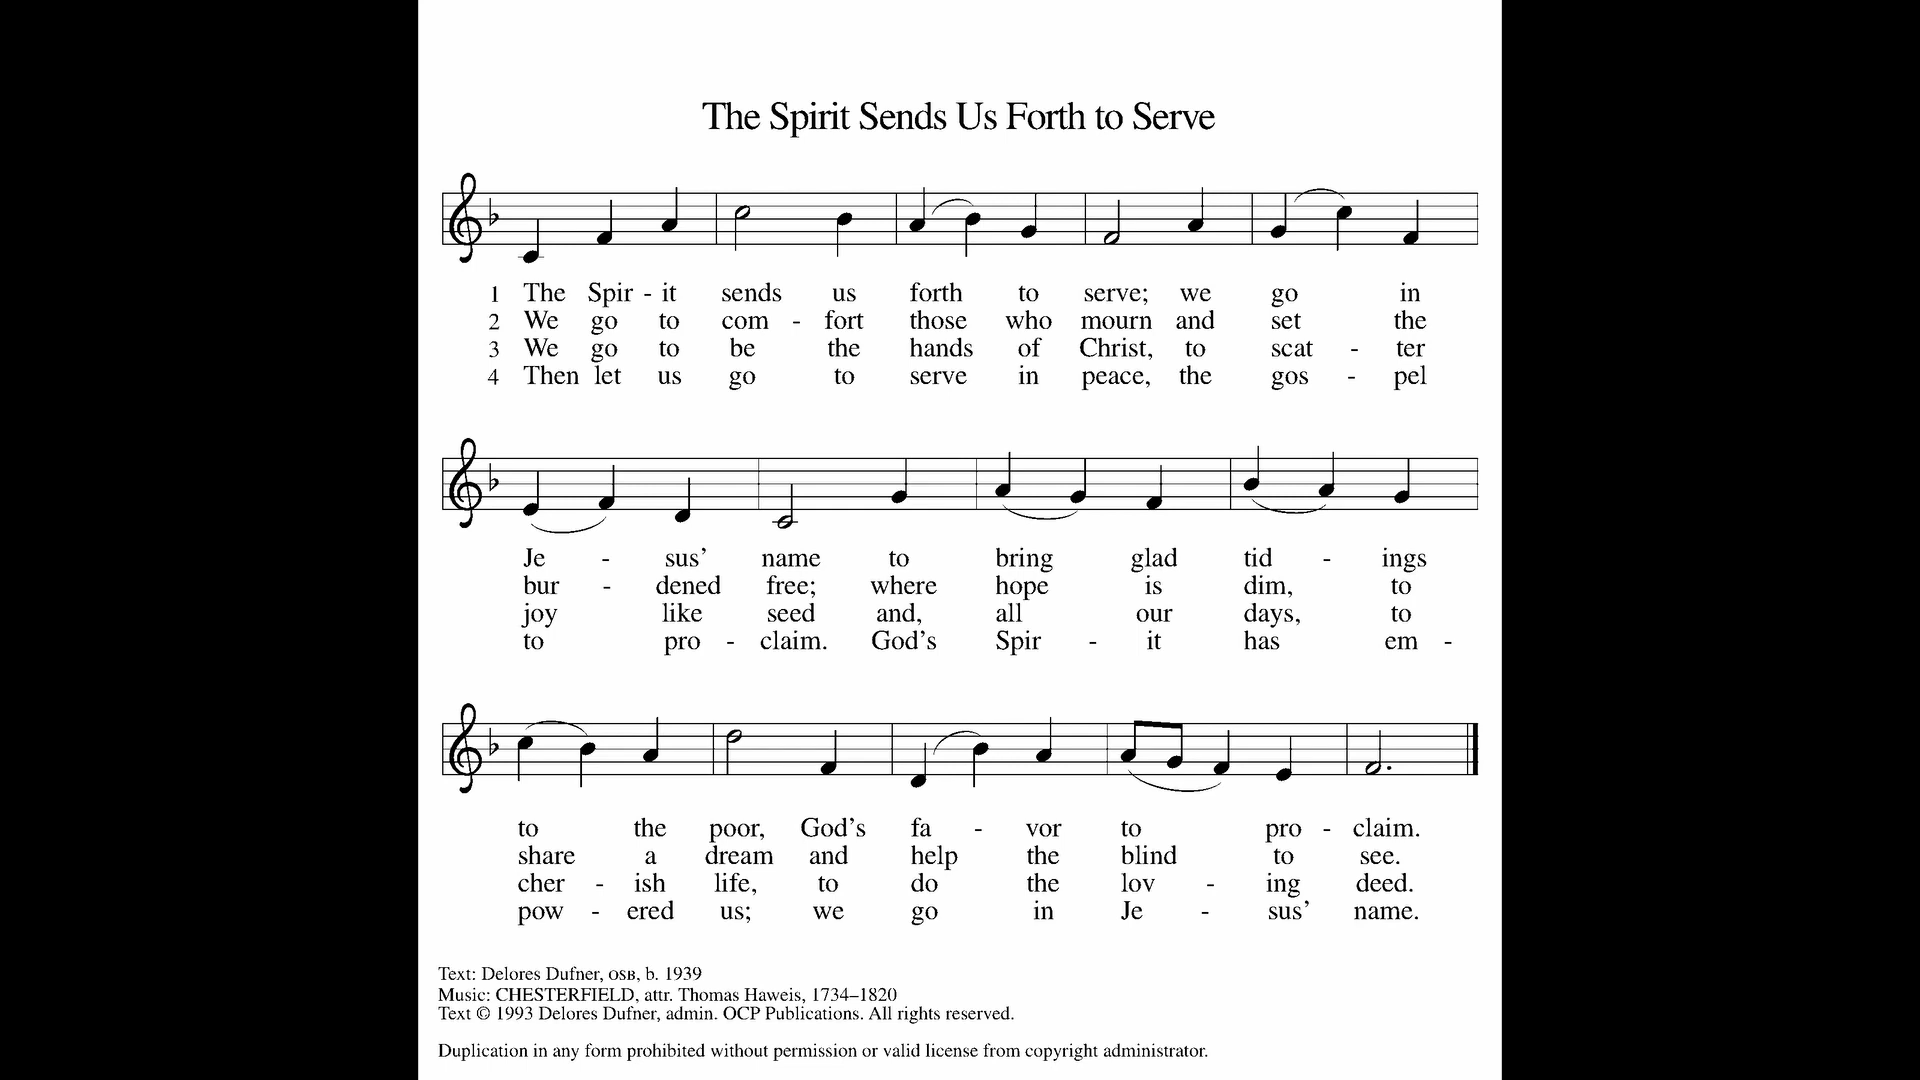 The Spirit Sends Us Forth to Serve
1 The Spir - it sends us forth to serve; we go in
2 We go to com - fort those who mourn and set the
3 We go to be the hands of Christ, to scat - ter
4 Then let us go to serve in peace, the gos - pel
Je - sus’ name to bring glad tid - ings
bur - dened free; where hope is dim, to
joy like seed and, all our days, to
to pro - claim. God’s Spir - it has em -
to the poor, God’s fa - vor to pro - claim.
share a dream and help the blind to see.
cher - ish life, to do the lov - ing deed.
pow - ered us; we go in Je - sus’ name.
Text: Delores Dufner, OSB, b. 1939
Music: CHESTERFIELD, attr. Thomas Haweis, 1734–1820
Text © 1993 Delores Dufner, admin. OCP Publications. All rights reserved.
Duplication in any form prohibited without permission or valid license from copyright administrator.